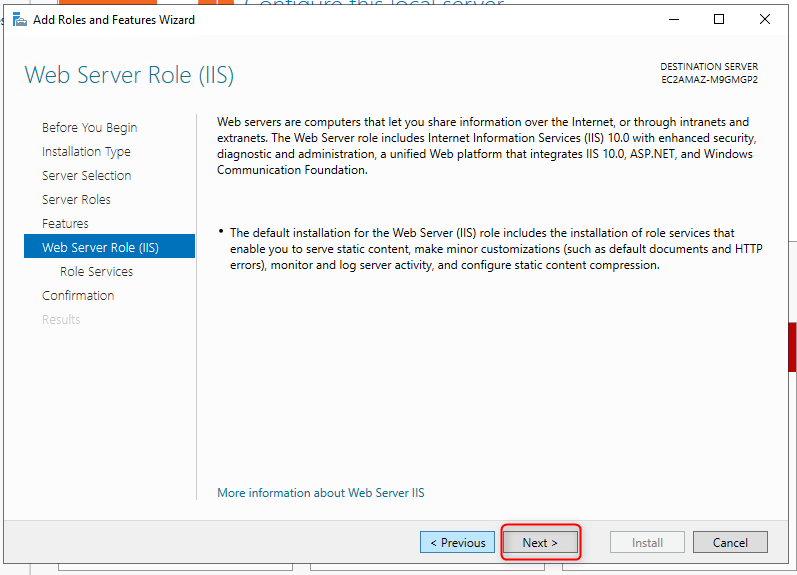 Configure this local server
Add Roles and Features Wizard
Web Server Role (IIS)
DESTINATION SERVER
EC2AMAZ-M9GMGP2
Before You Begin
Installation Type
Server Selection
Server Roles
Features
Web Server Role (IIS)
Role Services
Confirmation
Results
Web servers are computers that let you share information over the Internet, or through intranets and
extranets. The Web Server role includes Internet Information Services (IIS) 10.0 with enhanced security,
diagnostic and administration, a unified Web platform that integrates IIS 10.0, ASP.NET, and Windows
Communication Foundation.
• The default installation for the Web Server (IIS) role includes the installation of role services that
enable you to serve static content, make minor customizations (such as default documents and HTTP
errors), monitor and log server activity, and configure static content compression.
More information about Web Server IIS
< Previous
Next >
Install
Cancel